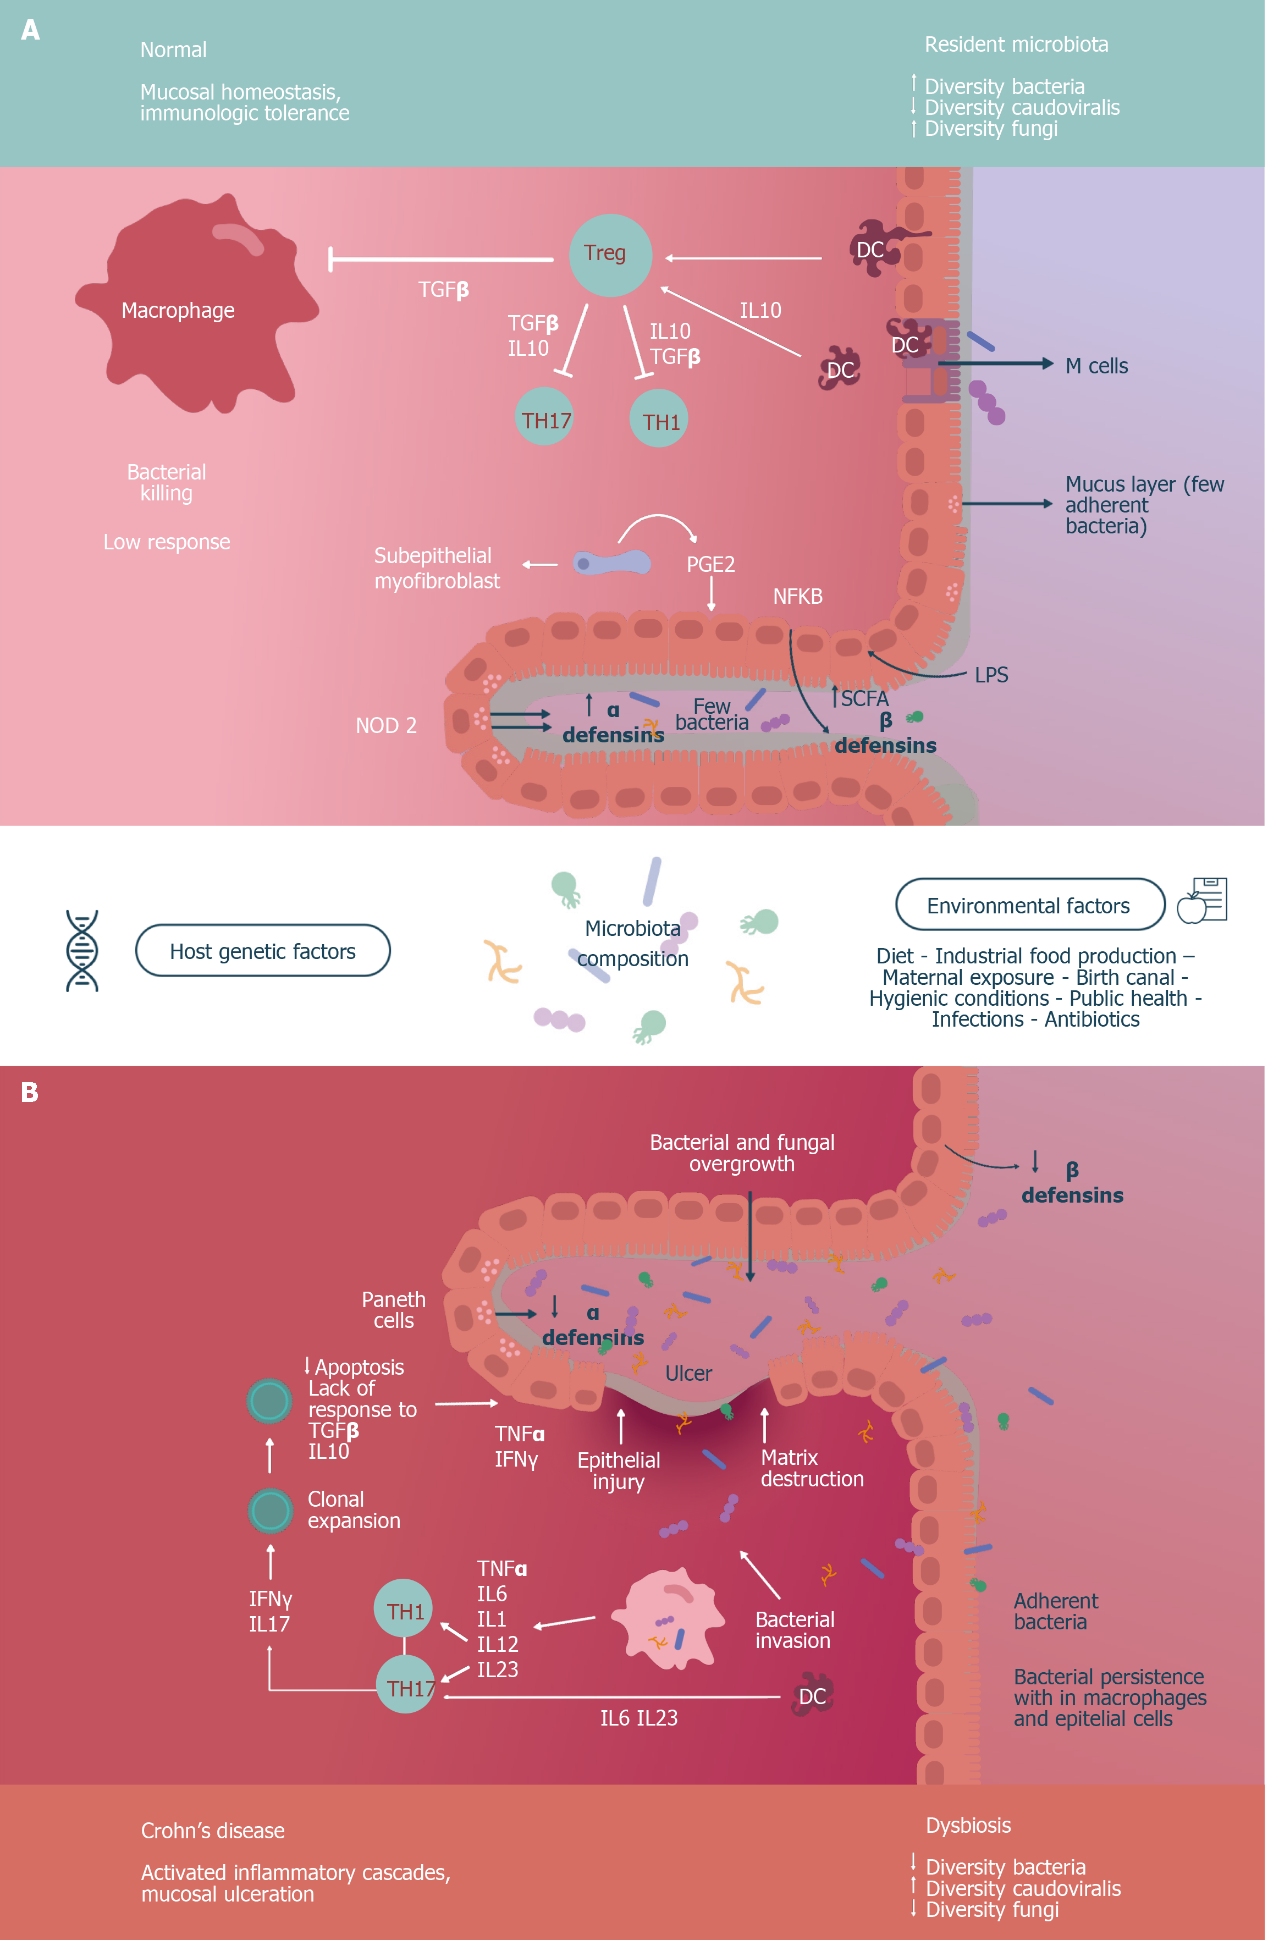 A
Normal
Mucosal homeostasis,
immunologic tolerance
Resident microbiota
↑ Diversity bacteria
↓ Diversity caudoviralis
↑ Diversity fungi
Macrophage
Treg
DC
TGFβ
TGFβ
IL10
IL10
TGFβ
IL10
DC
DC
M cells
TH17
TH1
Bacterial
killing
Low response
Mucus layer (few
adherent
bacteria)
Subepithelial
myofibroblast
PGE2
NFKB
LPS
NOD 2
↑ α
defensins
Few
bacteria
↑ SCFA
β
defensins
Host genetic factors
Microbiota
composition
Environmental factors
Diet - Industrial food production –
Maternal exposure - Birth canal -
Hygienic conditions - Public health -
Infections - Antibiotics
B
Bacterial and fungal
overgrowth
↓ β
defensins
Paneth
cells
↓ α
defensins
Ulcer
↓ Apoptosis
Lack of
response to
TGFβ
IL10
TNFα
IFNγ
Epithelial
injury
Matrix
destruction
Clonal
expansion
IFNγ
IL17
TH1
TH17
TNFα
IL6
IL1
IL12
IL23
Bacterial
invasion
DC
IL6 IL23
Adherent
bacteria
Bacterial persistence
with in macrophages
and epitelial cells
Crohn’s disease
Activated inflammatory cascades,
mucosal ulceration
Dysbiosis
↓ Diversity bacteria
↑ Diversity caudoviralis
↓ Diversity fungi